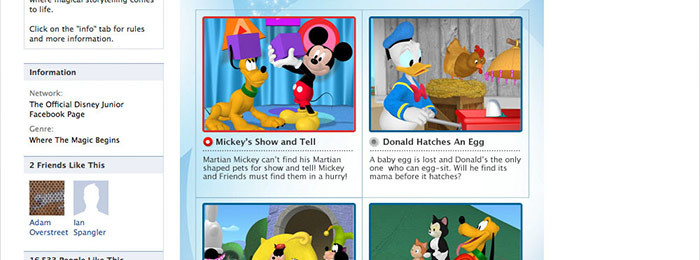 where magical storytelling comes
to life.
Click on the "info" tab for rules
and more information.
Information
Network:
The Official Disney Junior
Facebook Page
Genre:
Where The Magic Begins
2 Friends Like This
Adam
Overstreet
Ian
Spangler
16,533 People Like This
Mickey's Show and Tell
Martian Mickey can't find his Martian
shaped pets for show and tell! Mickey
and Friends must find them in a hurry!
Donald Hatches An Egg
A baby egg is lost and Donald's the only
one who can egg-sit. Will he find its
mama before it hatches?